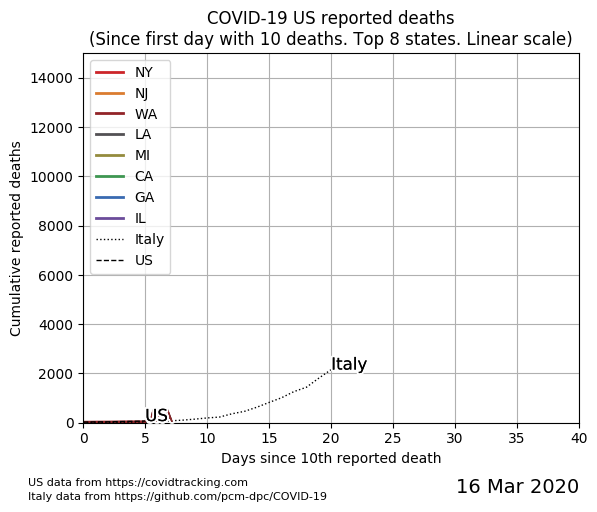 COVID-19 US reported deaths
(Since first day with 10 deaths. Top 8 states. Linear scale)
Cumulative reported deaths
14000
12000
10000
8000
6000
4000
2000
0
NY
NJ
WA
LA
MI
CA
GA
IL
Italy
US
Italy
US
0 5 10 15 20 25 30 35 40
Days since 10th reported death
US data from https://covidtracking.com
Italy data from https://github.com/pcm-dpc/COVID-19
16 Mar 2020